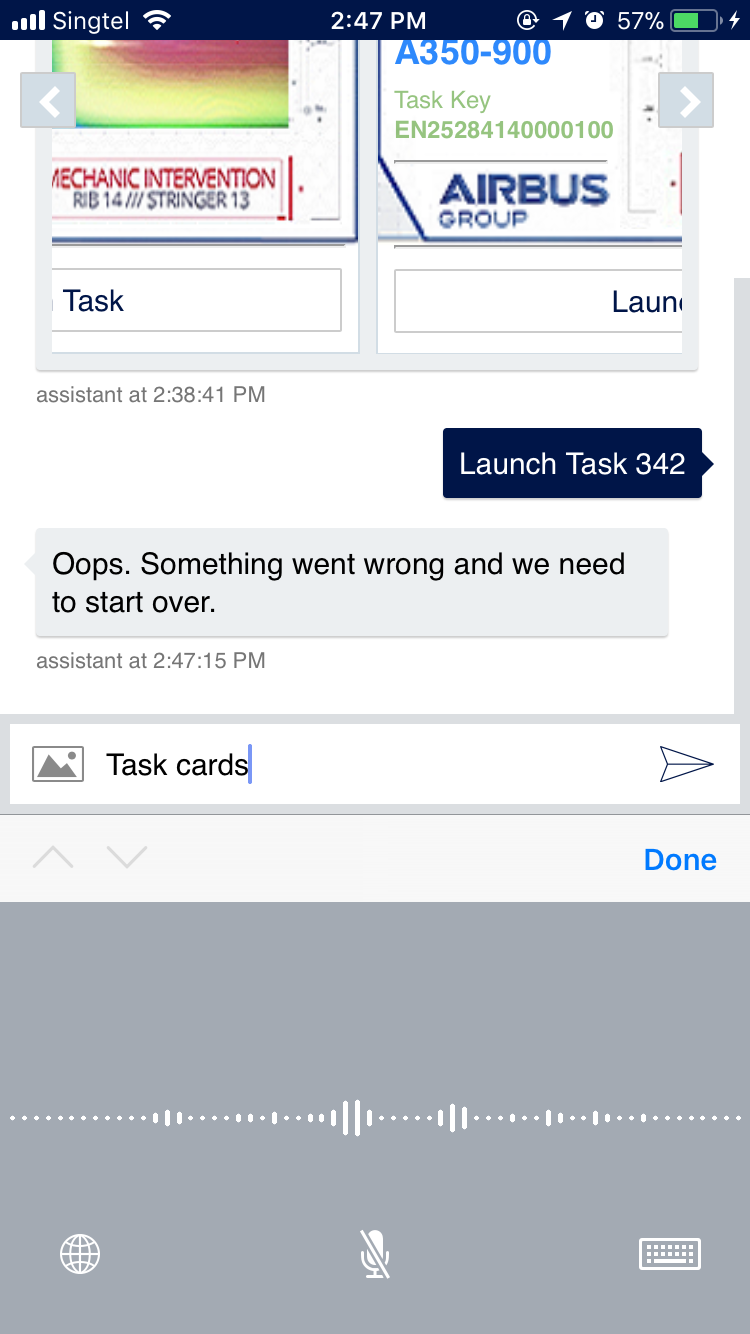 Singtel 2:47 PM 57%
A350-900
Task Key
EN25284140000100
MECHANIC INTERVENTION
RIB 14 /// STRINGER 13
AIRBUS
GROUP
Task
Laun
assistant at 2:38:41 PM
Launch Task 342
Oops. Something went wrong and we need
to start over.
assistant at 2:47:15 PM
Task cards
Done